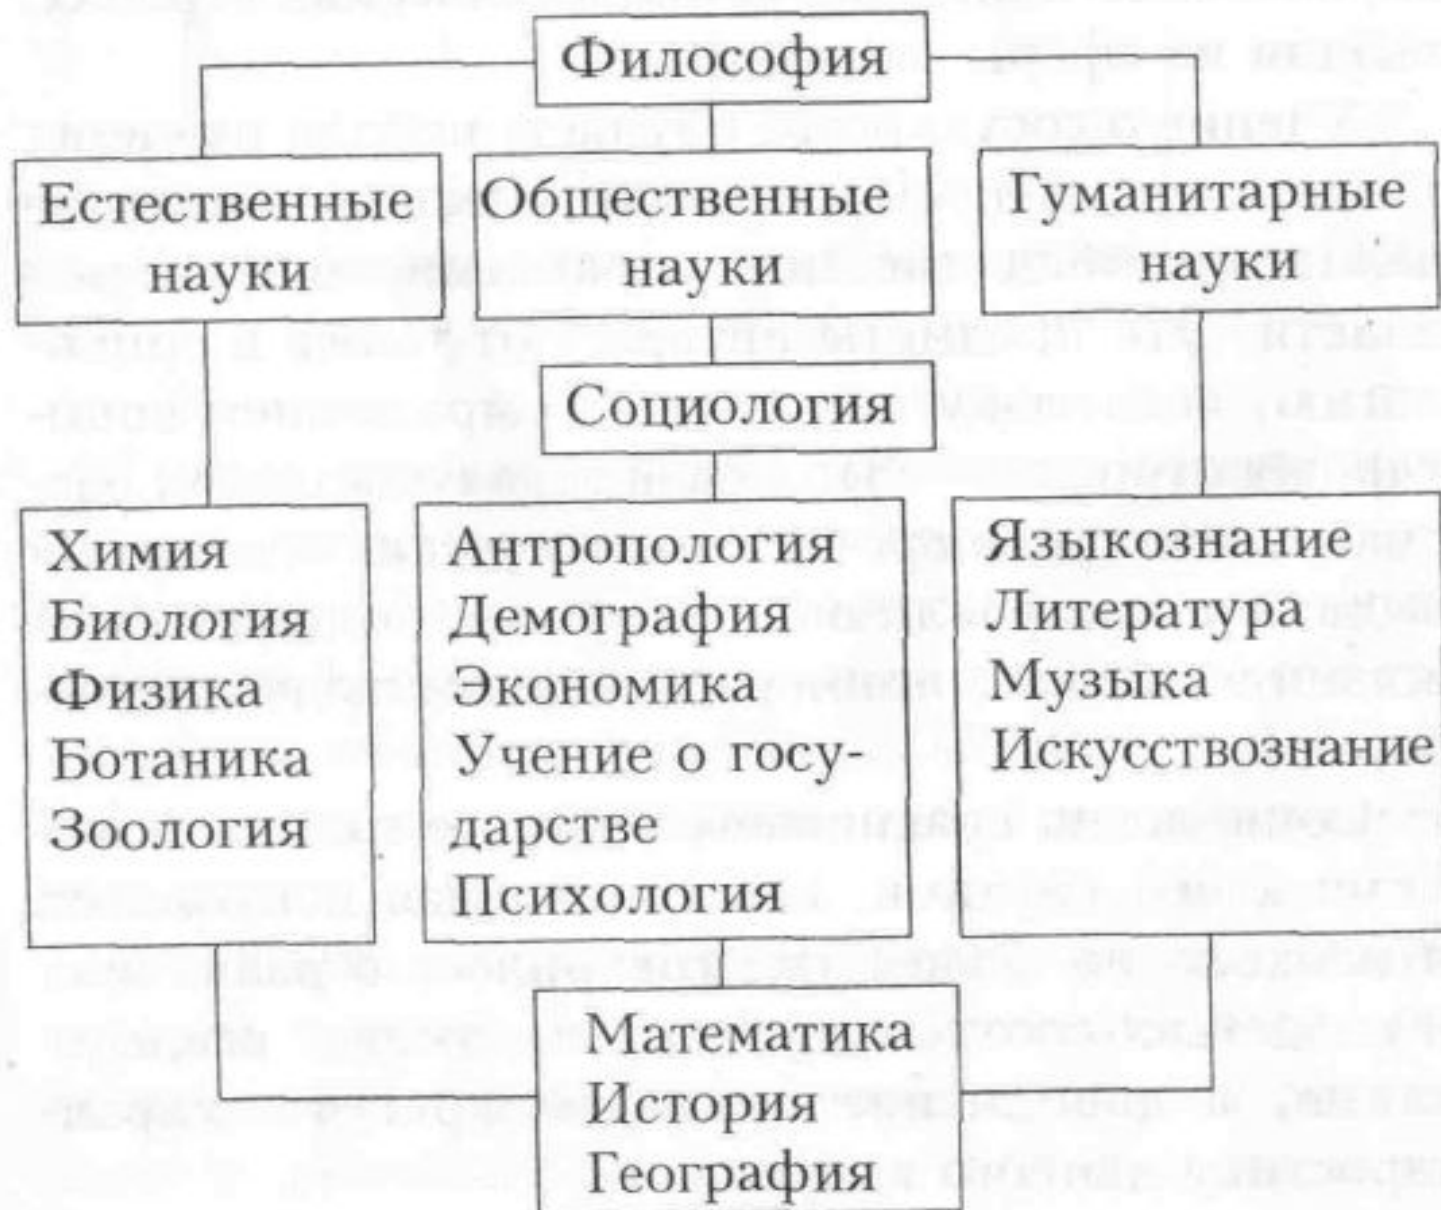 Философия
Естественные
науки
Общественные
науки
Гуманитарные
науки
Социология
Химия
Биология
Физика
Ботаника
Зоология
Антропология
Демография
Экономика
Учение о госу-
дарстве
Психология
Языкознание
Литература
Музыка
Искусствознание
Математика
История
География